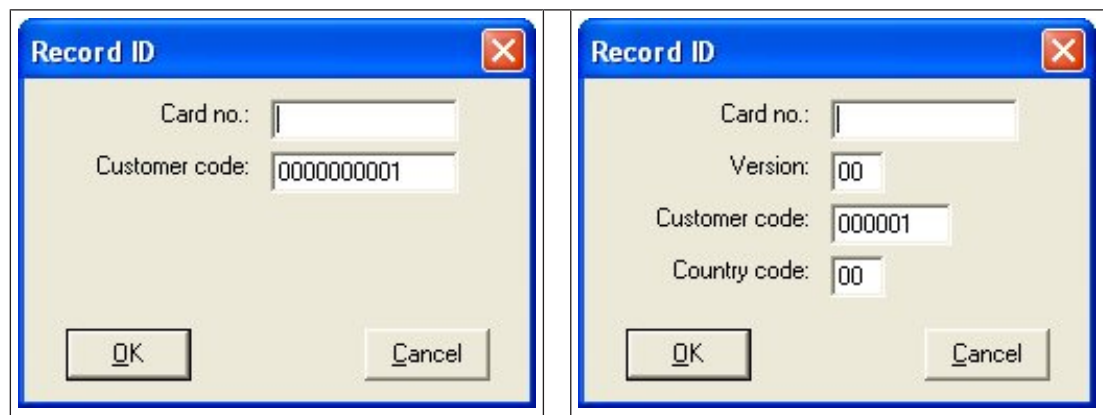 Record ID
Card no.:
Customer code: 0000000001
OK Cancel
Record ID
Card no.:
Version: 00
Customer code: 000001
Country code: 00
OK Cancel